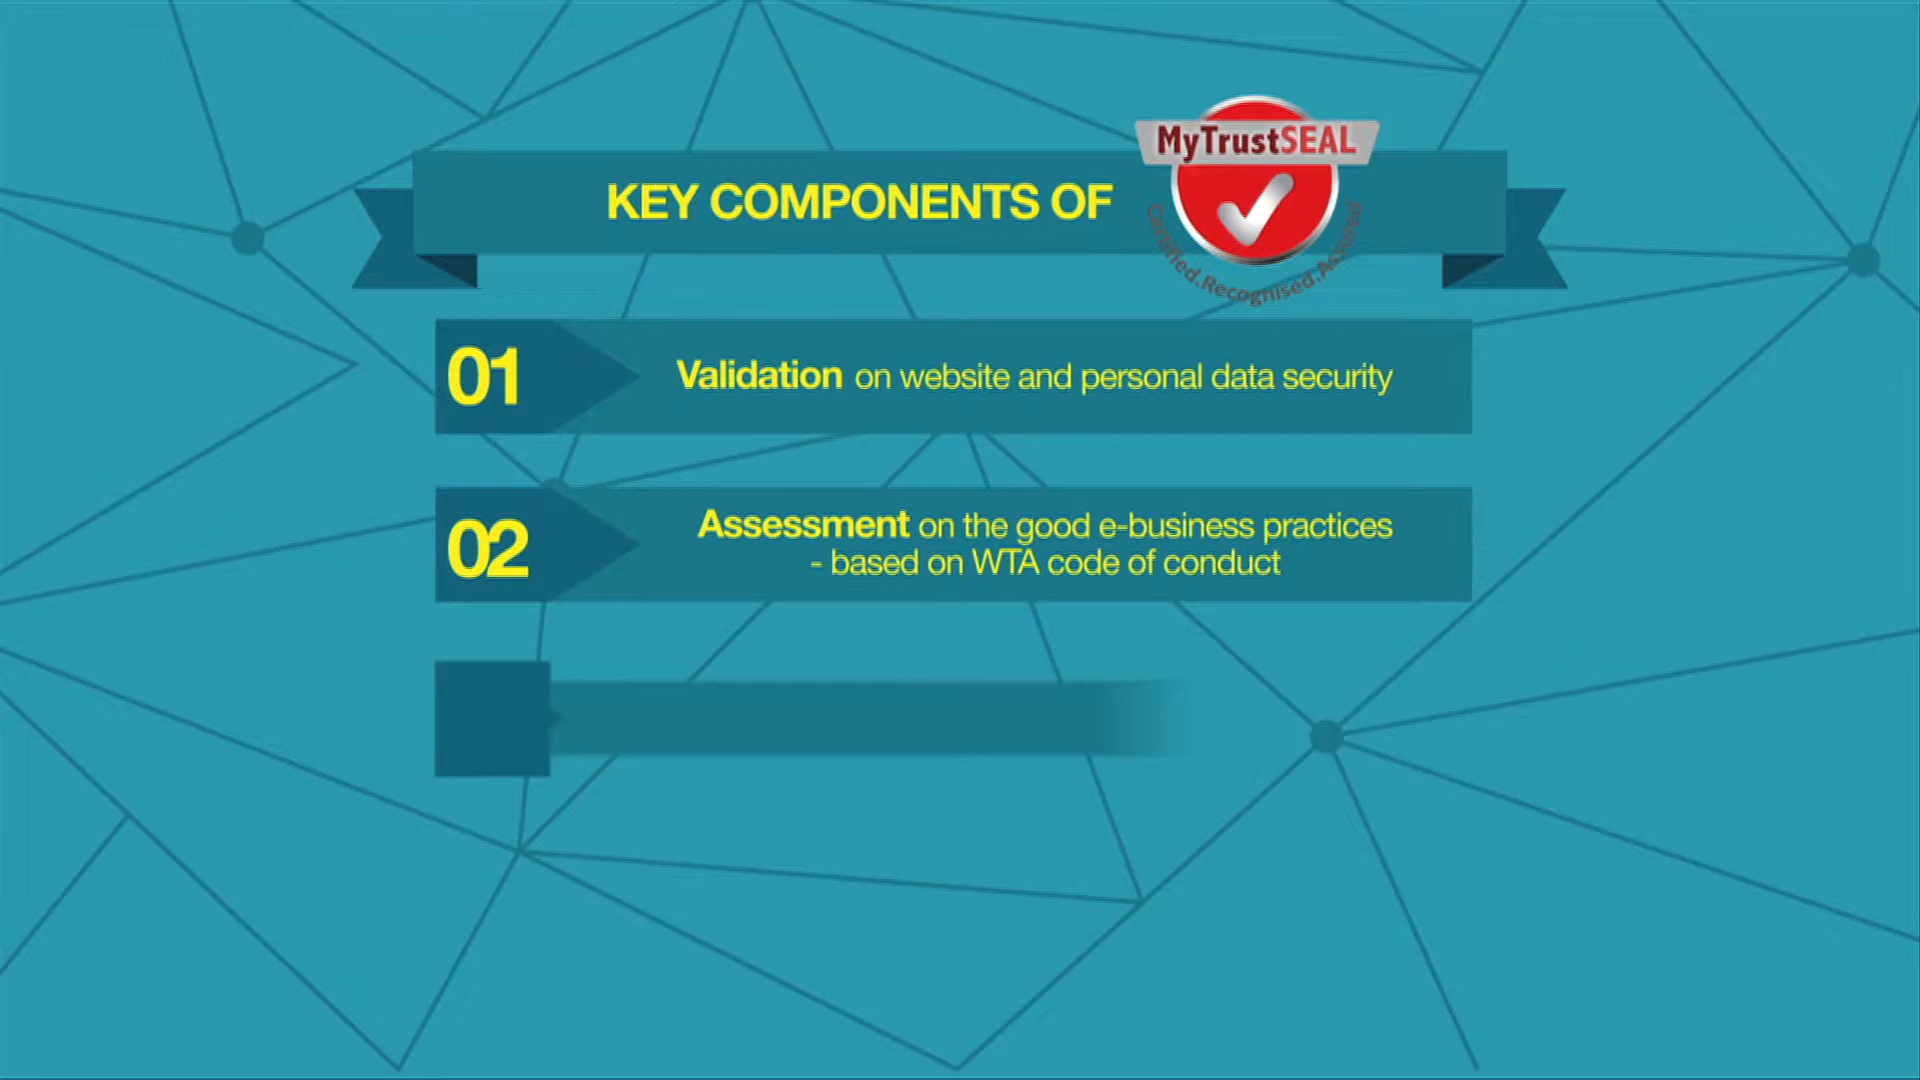 KEY COMPONENTS OF
MyTrustSEAL
Certified.Recognised.Assured
01
Validation on website and personal data security
02
Assessment on the good e-business practices
- based on WTA code of conduct